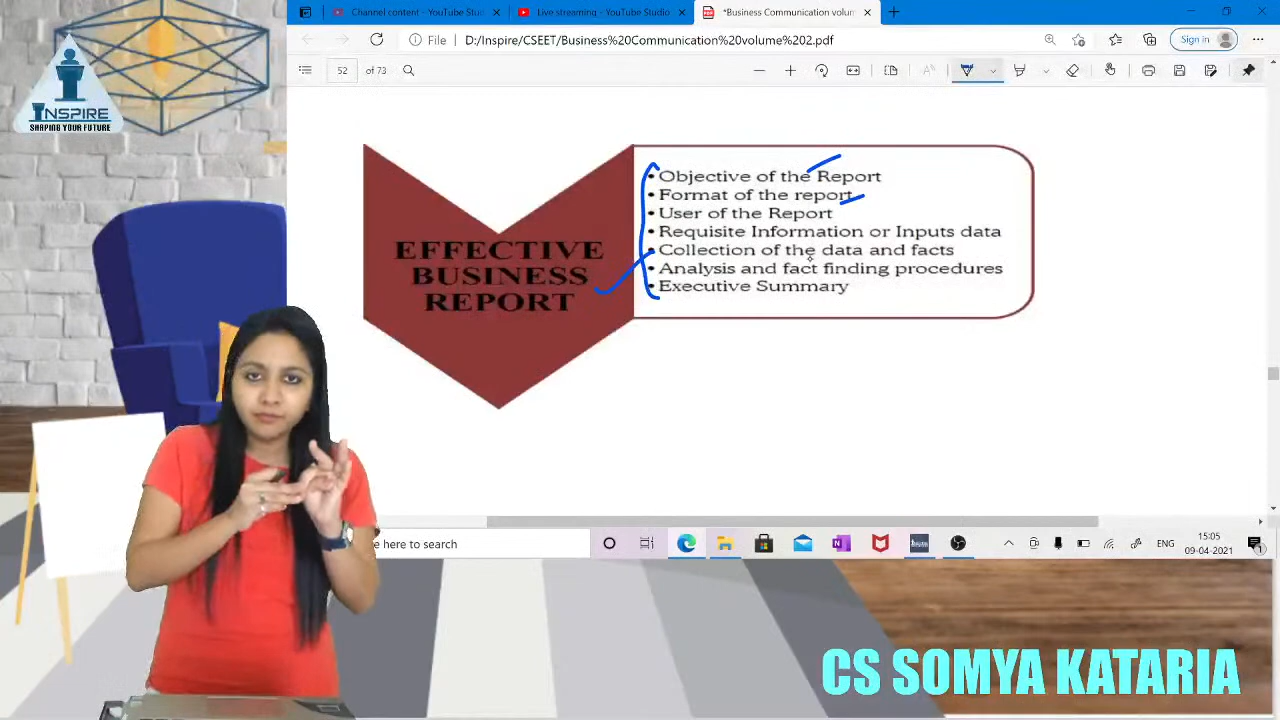 Channel content - YouTube Studio
Live streaming - YouTube Studio
*Business Communication volun
File
D:/Inspire/CSEET/Business%20Communication%20volume%202.pdf
Sign in
52 of 73
INSPIRE
SHAPING YOUR FUTURE
EFFECTIVE
BUSINESS
REPORT
• Objective of the Report
• Format of the report
• User of the Report
• Requisite Information or Inputs data
• Collection of the data and facts
• Analysis and fact finding procedures
• Executive Summary
e here to search
ENG
15:05
09-04-2021
CS SOMYA KATARIA